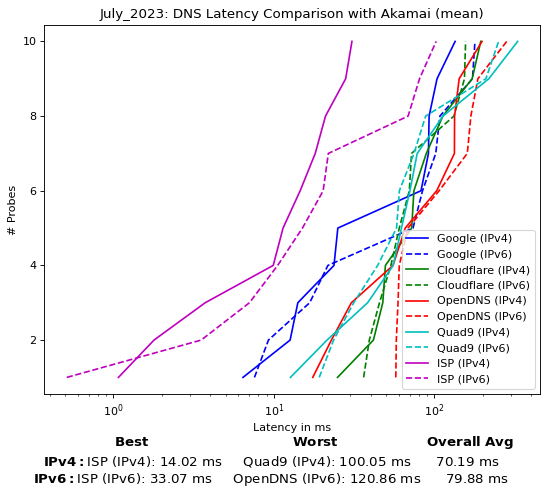 July_2023: DNS Latency Comparison with Akamai (mean)
# Probes
10
8
6
4
2
Google (IPv4)
Google (IPv6)
Cloudflare (IPv4)
Cloudflare (IPv6)
OpenDNS (IPv4)
OpenDNS (IPv6)
Quad9 (IPv4)
Quad9 (IPv6)
ISP (IPv4)
ISP (IPv6)
10⁰ 10¹ 10²
Latency in ms
Best Worst Overall Avg
IPv4: ISP (IPv4): 14.02 ms Quad9 (IPv4): 100.05 ms 70.19 ms
IPv6: ISP (IPv6): 33.07 ms OpenDNS (IPv6): 120.86 ms 79.88 ms